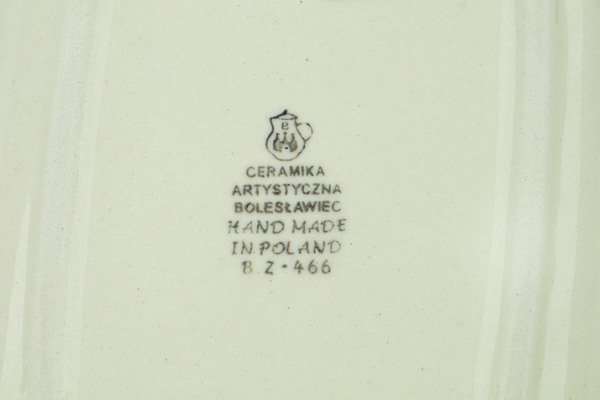 B
CERAMIKA
ARTYSTYCZNA
BOLESŁAWIEC
HAND MADE
IN POLAND
B.Z-466